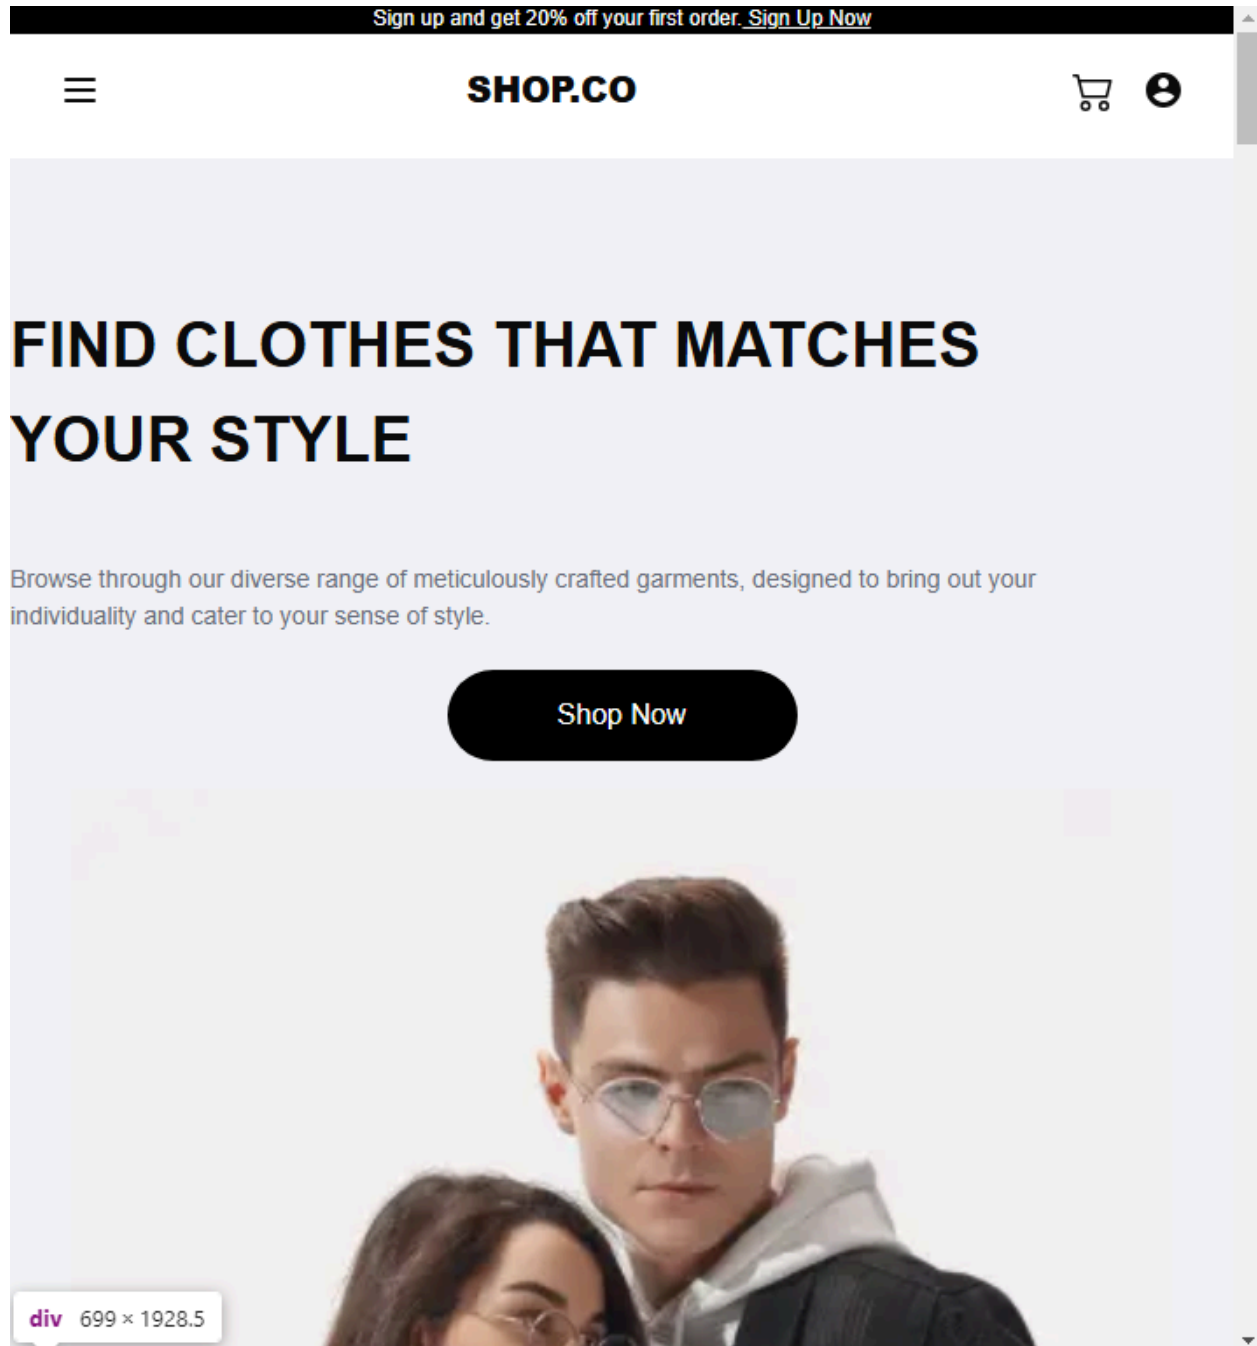 Sign up and get 20% off your first order. Sign Up Now
SHOP.CO
FIND CLOTHES THAT MATCHES
YOUR STYLE
Browse through our diverse range of meticulously crafted garments, designed to bring out your
individuality and cater to your sense of style.
Shop Now
div 699 × 1928.5